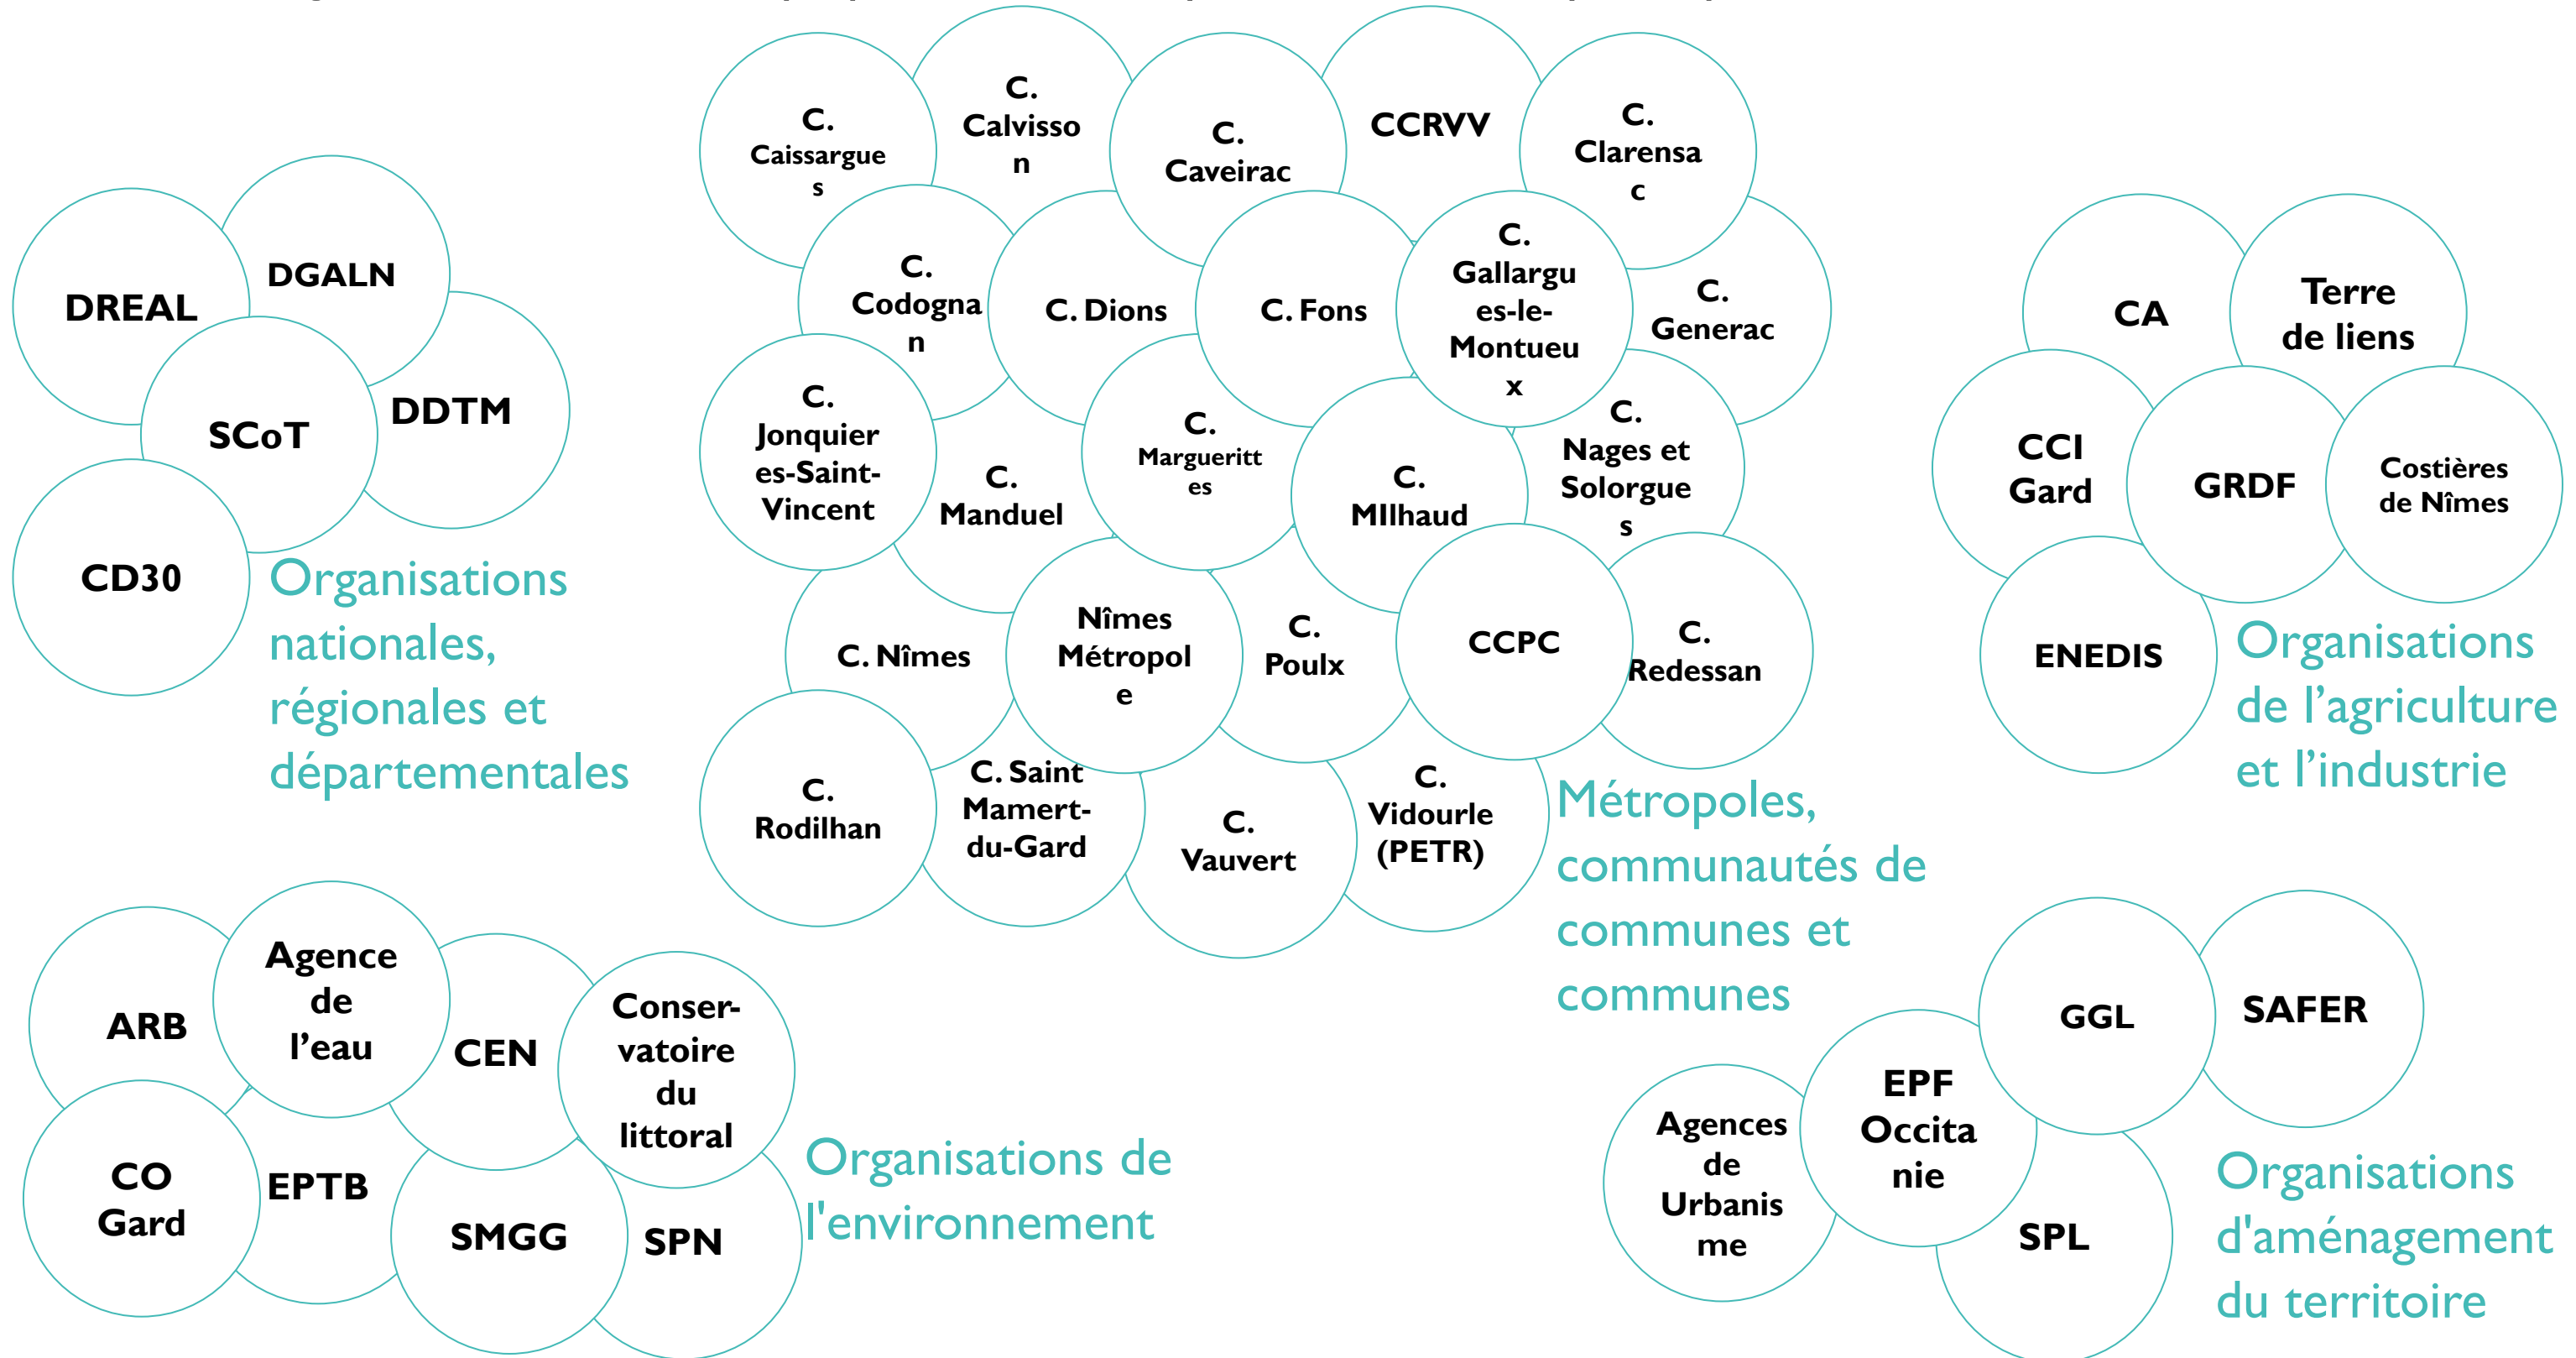 DREAL
DGALN
SCoT
DDTM
CD30
Organisations
nationales,
régionales et
départementales
C.
Caissargue
s
C.
Calvisso
n
C.
Caveirac
CCRVV
C.
Clarensa
c
C.
Codogna
n
C. Dions
C. Fons
C.
Gallargu
es-le-
Montueu
x
C.
Generac
C.
Jonquier
es-Saint-
Vincent
C.
Manduel
C.
Margueritt
es
C.
MIlhaud
C.
Nages et
Solorgue
s
C. Nîmes
Nîmes
Métropol
e
C.
Poulx
CCPC
C.
Redessan
C.
Rodilhan
C. Saint
Mamert-
du-Gard
C.
Vauvert
C.
Vidourle
(PETR)
Métropoles,
communautés de
communes et
communes
CA
Terre
de liens
CCI
Gard
GRDF
Costières
de Nîmes
ENEDIS
Organisations
de l’agriculture
et l’industrie
ARB
Agence
de
l’eau
CEN
Conser-
vatoire
du
littoral
CO
Gard
EPTB
SMGG
SPN
Organisations de
l'environnement
Agences
de
Urbanis
me
EPF
Occita
nie
GGL
SAFER
SPL
Organisations
d'aménagement
du territoire